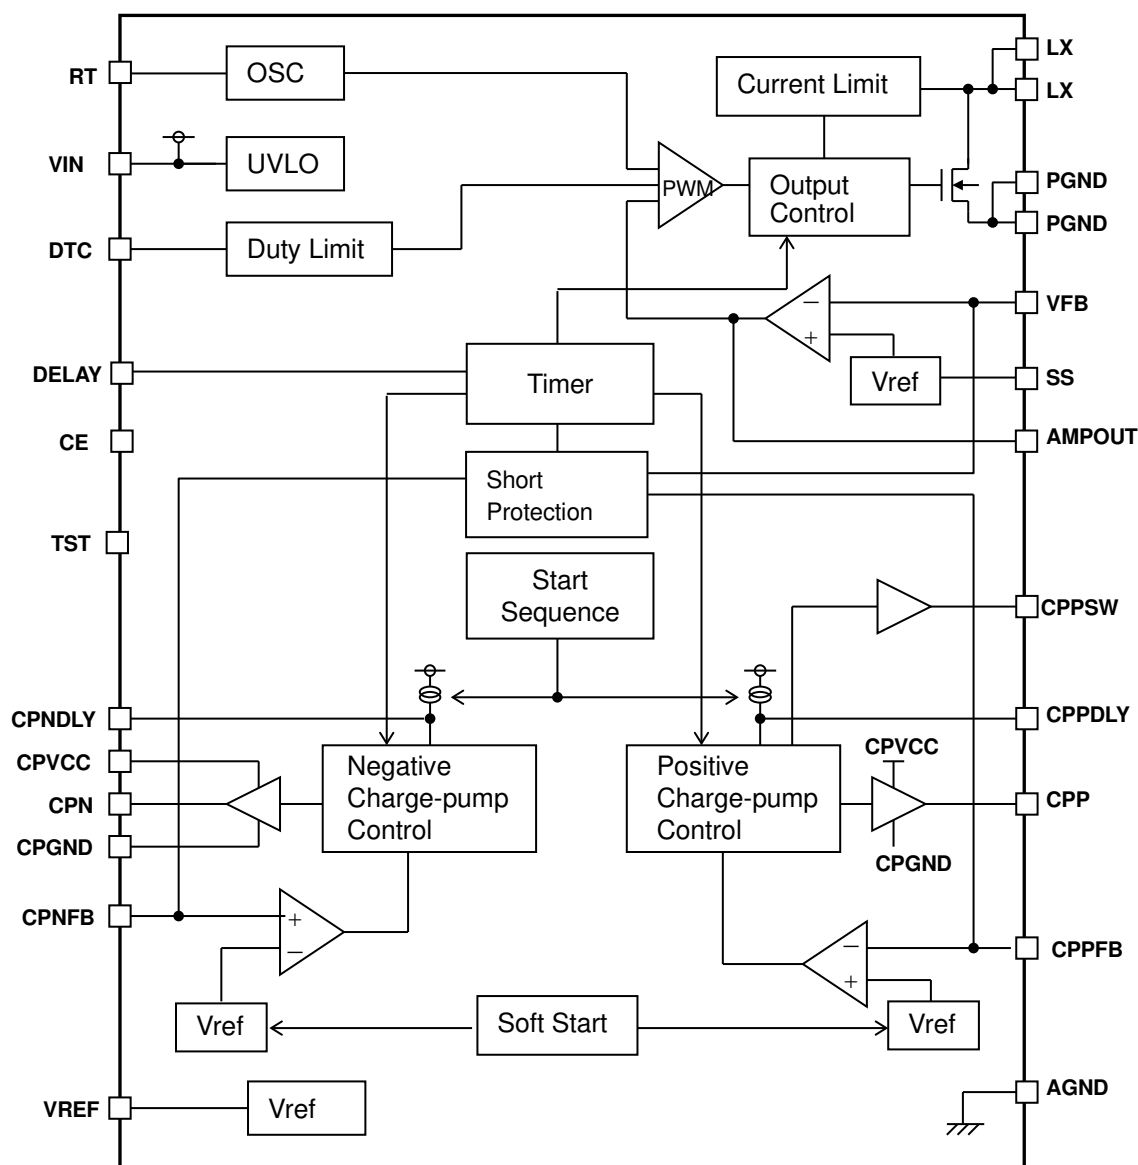 LX
RT
OSC
Current Limit
LX
VIN
UVLO
PWM
Output
Control
PGND
PGND
DTC
Duty Limit
−
VFB
+
DELAY
Timer
Vref
SS
CE
AMPOUT
Short
Protection
TST
Start
Sequence
CPPSW
CPNDLY
CPPDLY
CPVCC
Negative
Charge-pump
Control
Positive
Charge-pump
Control
CPVCC
CPN
CPP
CPGND
CPGND
CPNFB
+
−
−
+
CPPFB
Vref
Soft Start
Vref
VREF
Vref
AGND